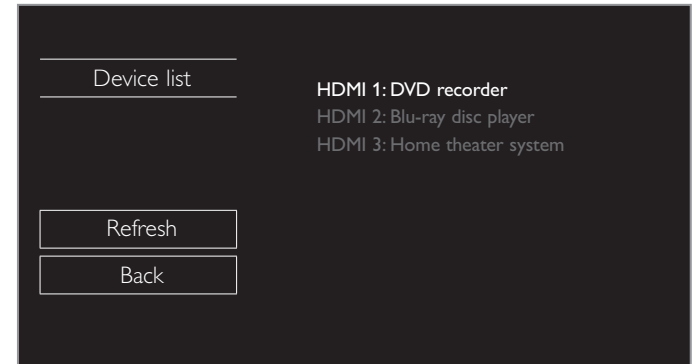 Device list
HDMI 1: DVD recorder
HDMI 2: Blu-ray disc player
HDMI 3: Home theater system
Refresh
Back